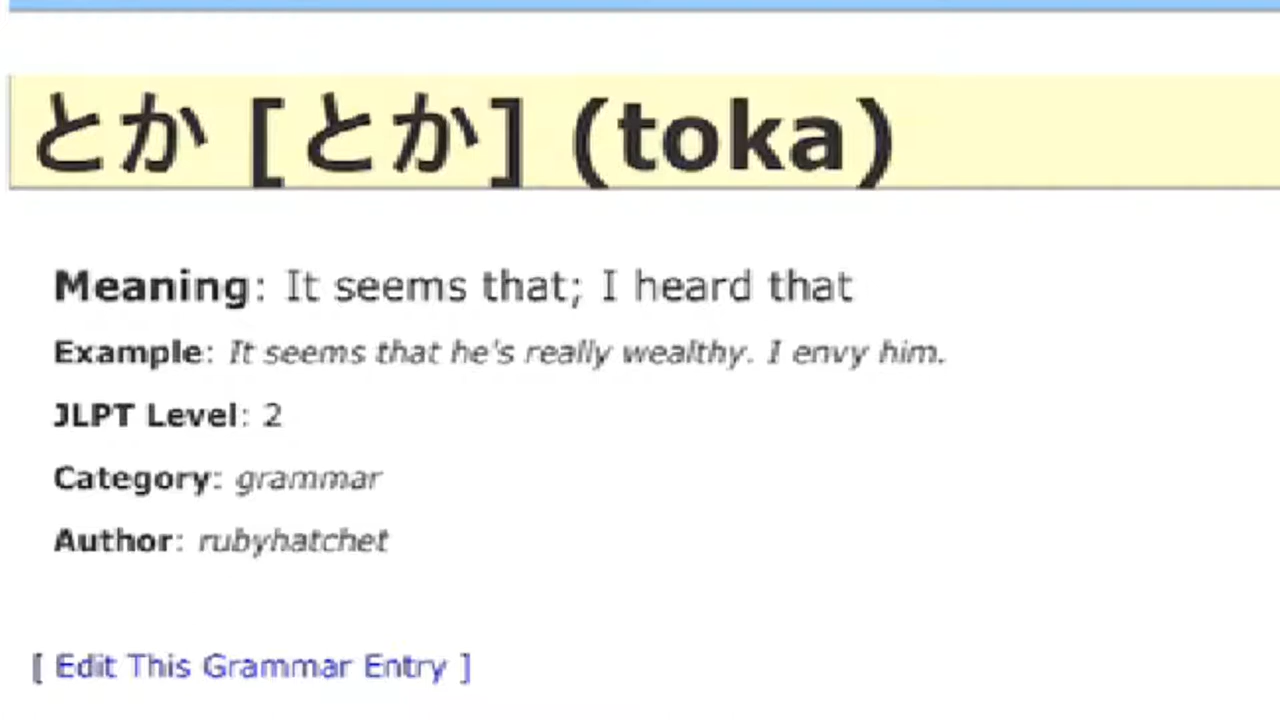 とか [とか] (toka)
Meaning: It seems that; I heard that
Example: It seems that he's really wealthy. I envy him.
JLPT Level: 2
Category: grammar
Author: rubyhatchet
[ Edit This Grammar Entry ]